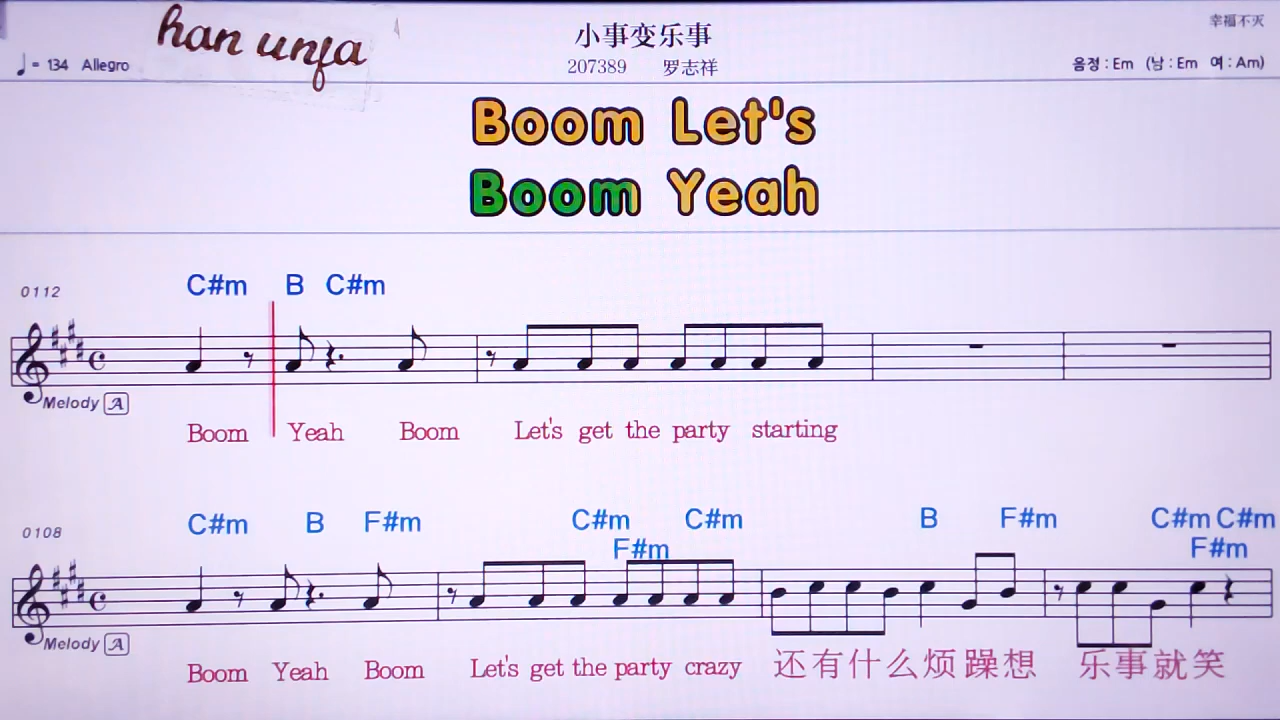 han unfa
小事变乐事
幸福不灭
♩= 134 Allegro
207389 罗志祥
음정 : Em (남 : Em 여 : Am)
Boom Let's
Boom Yeah
C#m B C#m
0112
Melody A
Boom Yeah Boom Let's get the party starting
C#m B F#m C#m C#m B F#m C#m C#m
F#m F#m
0108
Melody A
Boom Yeah Boom Let's get the party crazy 还有什么烦躁想 乐事就笑